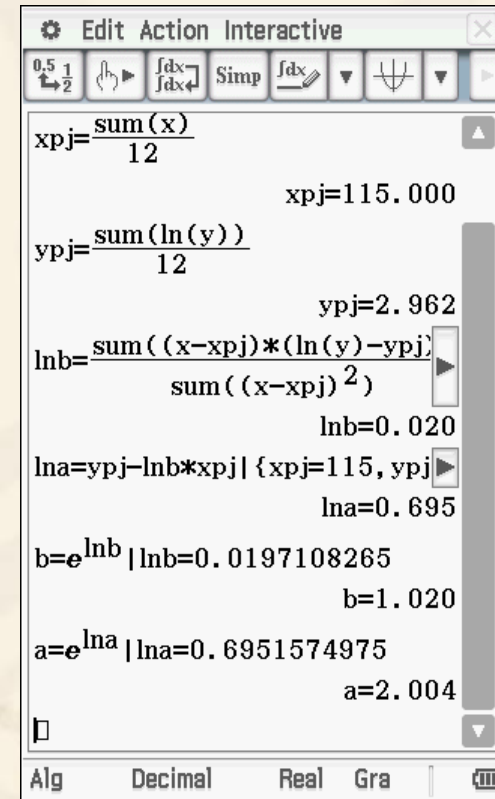 Edit Action Interactive
0.5 1/2 ∫dx ∫dx Simp ∫dx
xpj=sum(x)/12
xpj=115.000
ypj=sum(ln(y))/12
ypj=2.962
lnb=sum((x-xpj)*(ln(y)-ypj)/sum((x-xpj)^2)
lnb=0.020
lna=ypj-lnb*xpj|{xpj=115,ypj
lna=0.695
b=e^lnb|lnb=0.0197108265
b=1.020
a=e^lna|lna=0.6951574975
a=2.004
Alg Decimal Real Gra